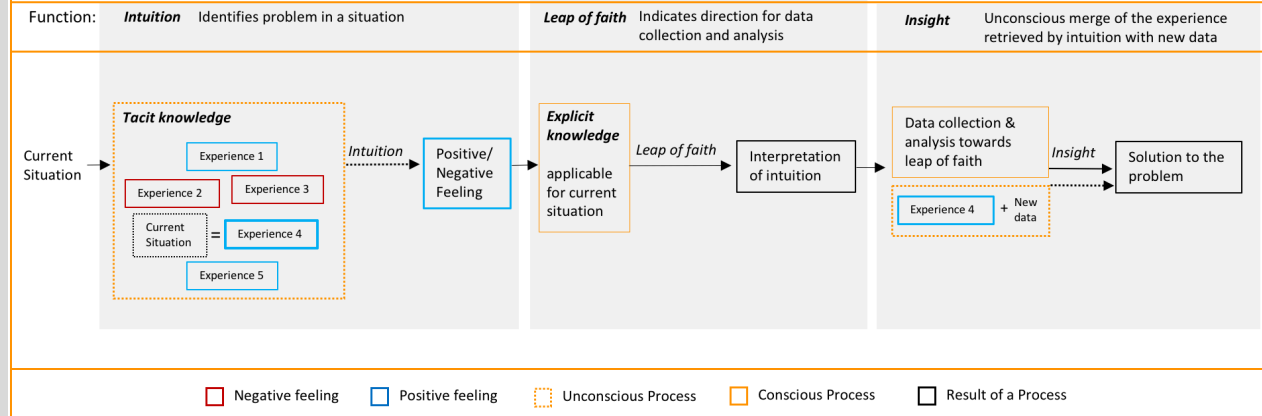 Function:
Intuition Identifies problem in a situation
Leap of faith Indicates direction for data
collection and analysis
Insight Unconscious merge of the experience
retrieved by intuition with new data
Current
Situation
Tacit knowledge
Experience 1
Experience 2
Experience 3
Current
Situation
=
Experience 4
Experience 5
Intuition
Positive/
Negative
Feeling
Explicit
knowledge
applicable
for current
situation
Leap of faith
Interpretation
of intuition
Data collection &
analysis towards
leap of faith
Experience 4
+ New
data
Insight
Solution to the
problem
Negative feeling
Positive feeling
Unconscious Process
Conscious Process
Result of a Process